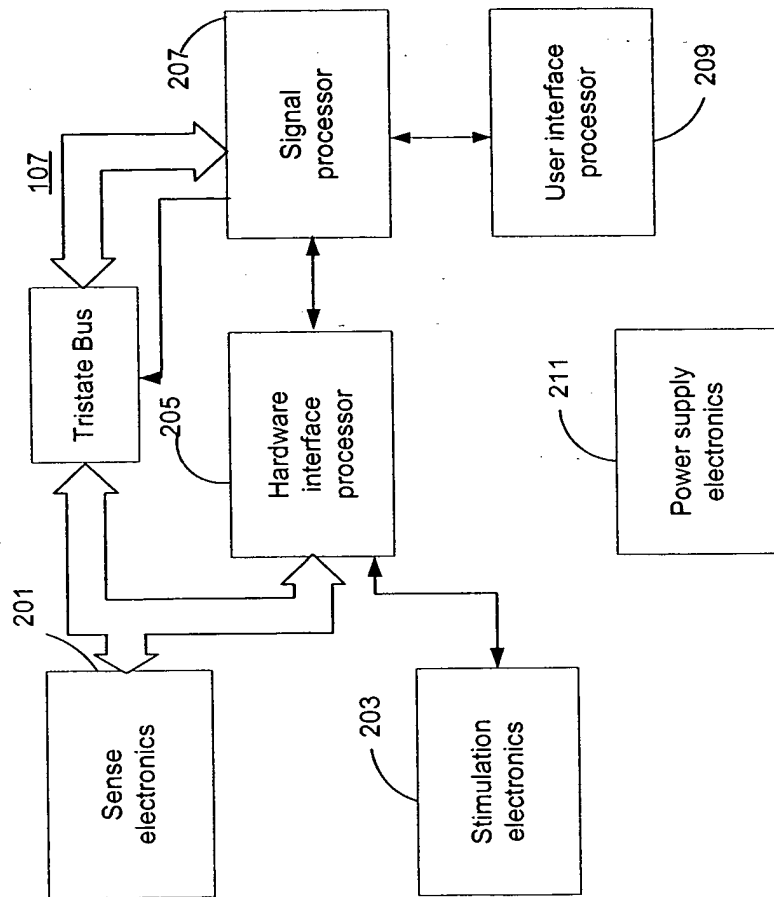 107
Tristate Bus
201
Sense
electronics
205
Hardware
interface
processor
207
Signal
processor
203
Stimulation
electronics
209
User interface
processor
211
Power supply
electronics